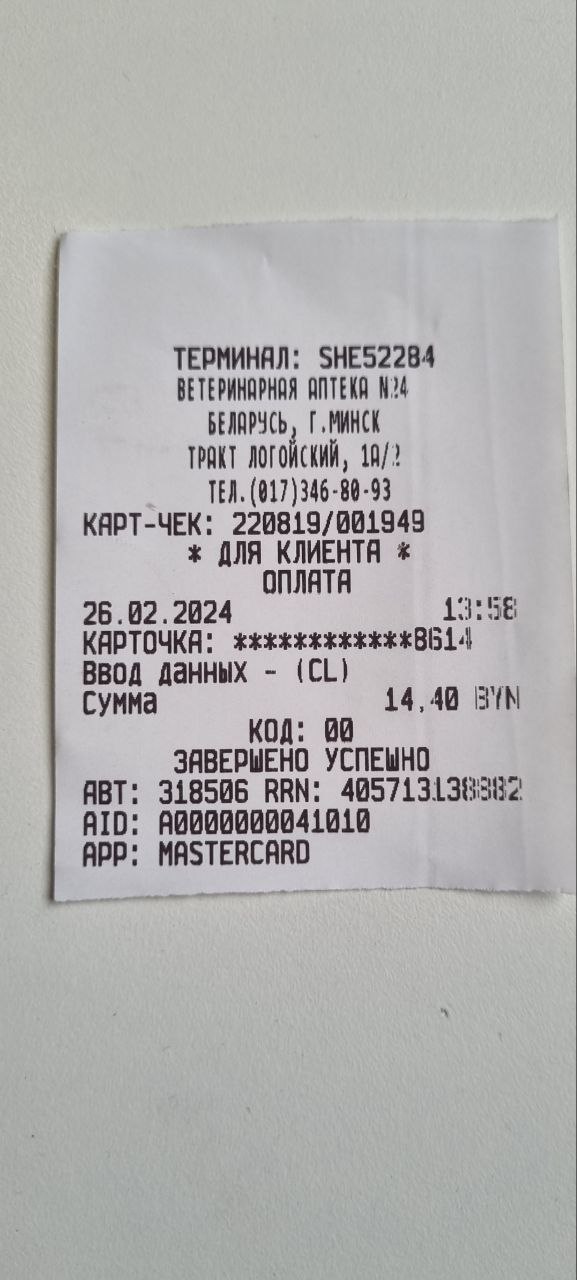 ТЕРМИНАЛ: SHE52284
ВЕТЕРИНАРНАЯ АПТЕКА №24
БЕЛАРУСЬ, Г.МИНСК
ТРАКТ ЛОГОЙСКИЙ, 1А/2
ТЕЛ.(017)346-80-93
КАРТ-ЧЕК: 220819/001949
* ДЛЯ КЛИЕНТА *
ОПЛАТА
26.02.2024 13:58
КАРТОЧКА: ************8614
Ввод данных - (CL)
Сумма 14,40 BYN
КОД: 00
ЗАВЕРШЕНО УСПЕШНО
АВТ: 318506 RRN:
AID: A0000000041010
APP: MASTERCARD